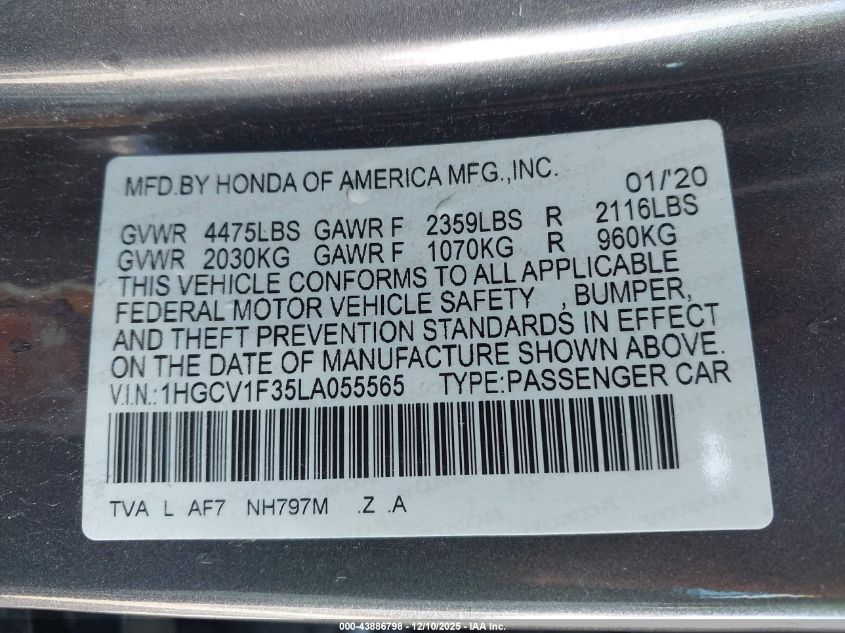 MFD.BY HONDA OF AMERICA MFG.,INC. 01/'20
GVWR 4475LBS GAWR F 2359LBS R 2116LBS
GVWR 2030KG GAWR F 1070KG R 960KG
THIS VEHICLE CONFORMS TO ALL APPLICABLE
FEDERAL MOTOR VEHICLE SAFETY , BUMPER,
AND THEFT PREVENTION STANDARDS IN EFFECT
ON THE DATE OF MANUFACTURE SHOWN ABOVE.
V.I.N.:1HGCV1F35LA055565 TYPE:PASSENGER CAR
TVA L AF7 NH797M .Z .A
HONDA
000-43886798 - 12/10/2025 - IAA Inc.